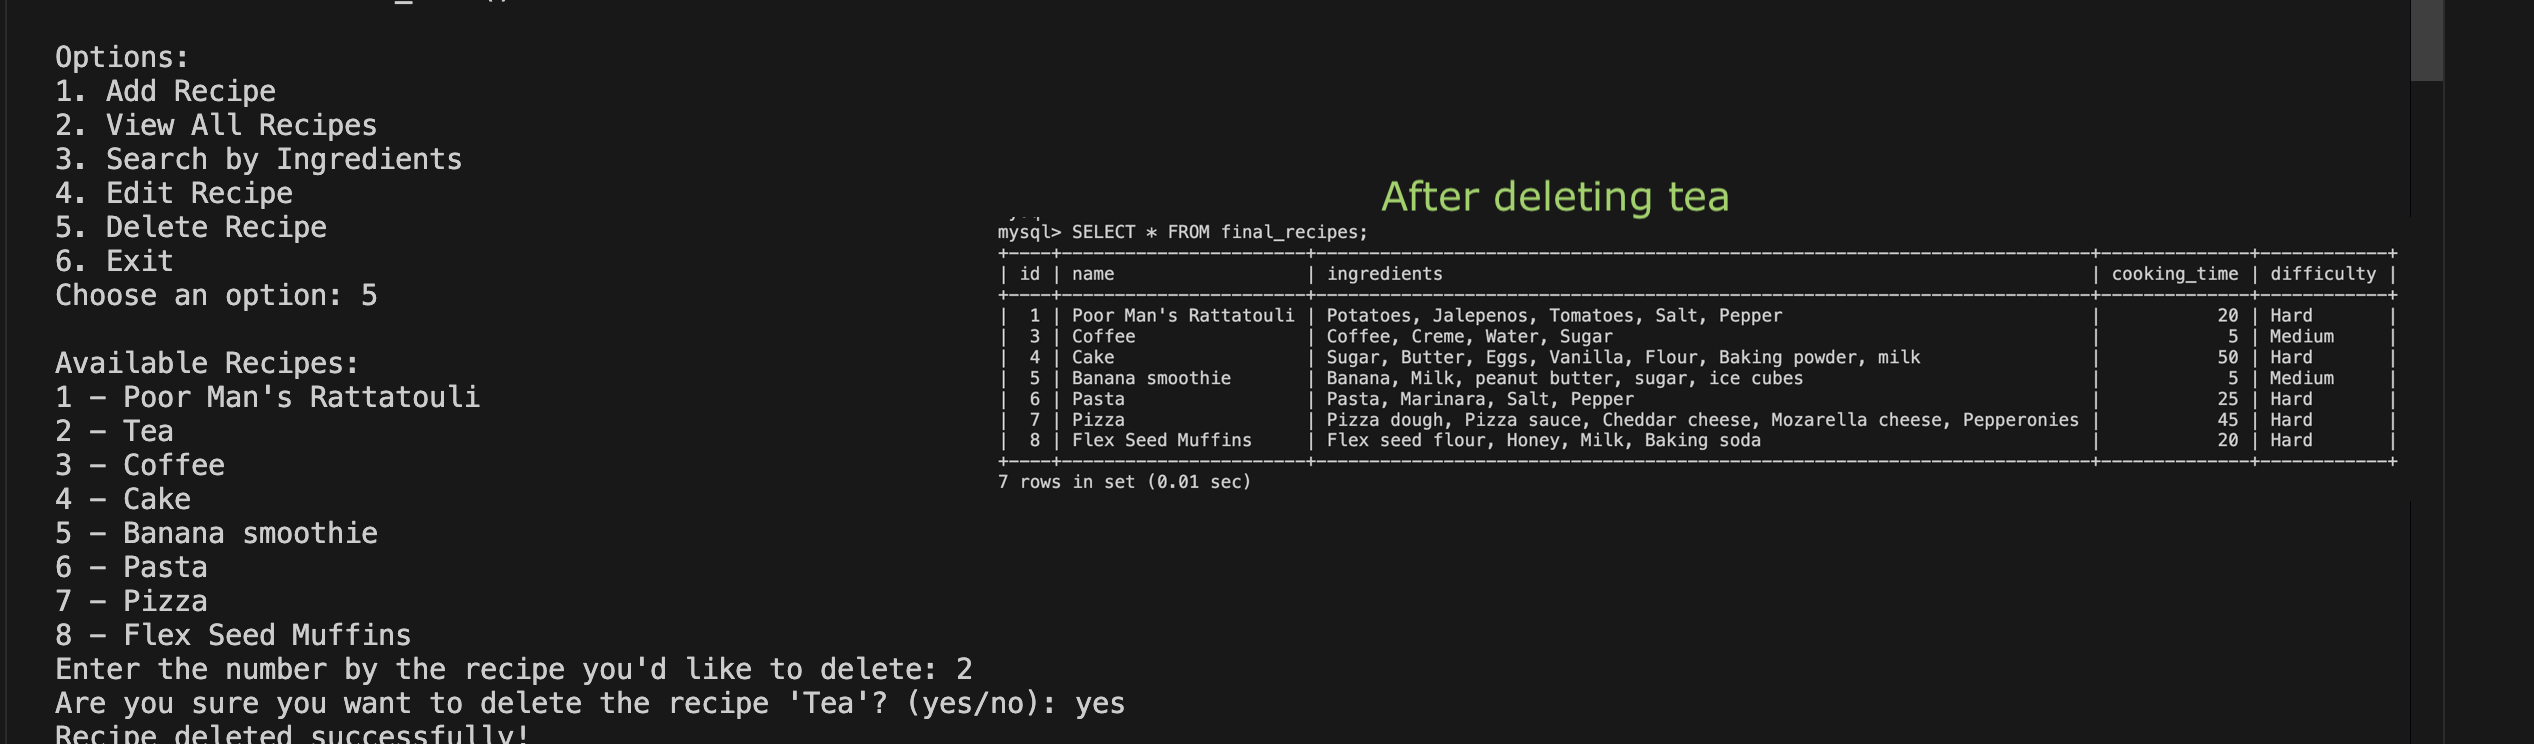 Options:
1. Add Recipe
2. View All Recipes
3. Search by Ingredients
4. Edit Recipe
5. Delete Recipe
6. Exit
Choose an option: 5
Available Recipes:
1 – Poor Man's Rattatouli
2 – Tea
3 – Coffee
4 – Cake
5 – Banana smoothie
6 – Pasta
7 – Pizza
8 – Flex Seed Muffins
Enter the number by the recipe you'd like to delete: 2
Are you sure you want to delete the recipe 'Tea'? (yes/no): yes
Recipe deleted successfully!
After deleting tea
mysql> SELECT * FROM final_recipes;
| id | name | ingredients | cooking_time | difficulty |
| 1 | Poor Man's Rattatouli | Potatoes, Jalepenos, Tomatoes, Salt, Pepper | 20 | Hard |
| 3 | Coffee | Coffee, Creme, Water, Sugar | 5 | Medium |
| 4 | Cake | Sugar, Butter, Eggs, Vanilla, Flour, Baking powder, milk | 50 | Hard |
| 5 | Banana smoothie | Banana, Milk, peanut butter, sugar, ice cubes | 5 | Medium |
| 6 | Pasta | Pasta, Marinara, Salt, Pepper | 25 | Hard |
| 7 | Pizza | Pizza dough, Pizza sauce, Cheddar cheese, Mozarella cheese, Pepperonies | 45 | Hard |
| 8 | Flex Seed Muffins | Flex seed flour, Honey, Milk, Baking soda | 20 | Hard |
7 rows in set (0.01 sec)